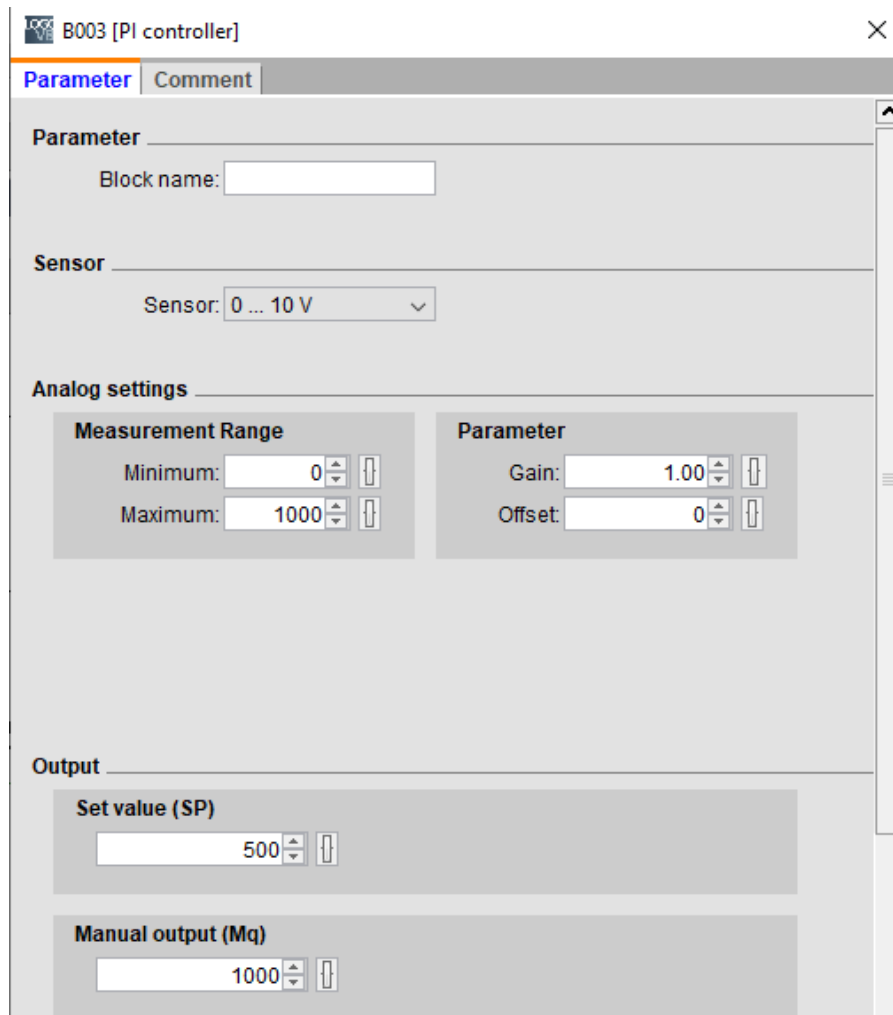 B003 [PI controller]
Parameter Comment
Parameter
Block name:
Sensor
Sensor: 0 ... 10 V
Analog settings
Measurement Range
Minimum: 0
Maximum: 1000
Parameter
Gain: 1.00
Offset: 0
Output
Set value (SP)
500
Manual output (Mq)
1000